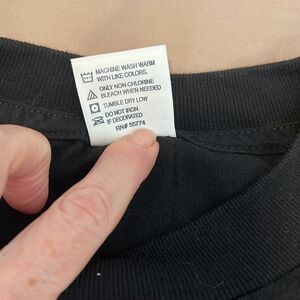 MACHINE WASH WARM
WITH LIKE COLORS.
ONLY NON-CHLORINE
BLEACH WHEN NEEDED
TUMBLE DRY LOW
DO NOT IRON
IF DECORATED
RN# 55774